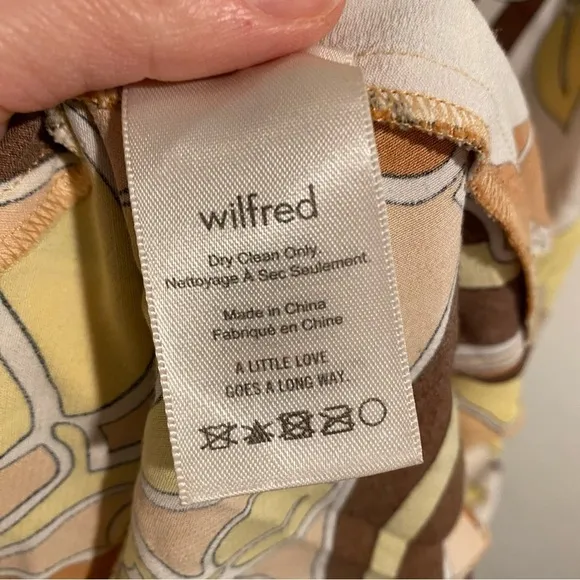 wilfred
Dry Clean Only.
Nettoyage À Sec Seulement.
Made in China
Fabriqué en Chine
A LITTLE LOVE
GOES A LONG WAY.